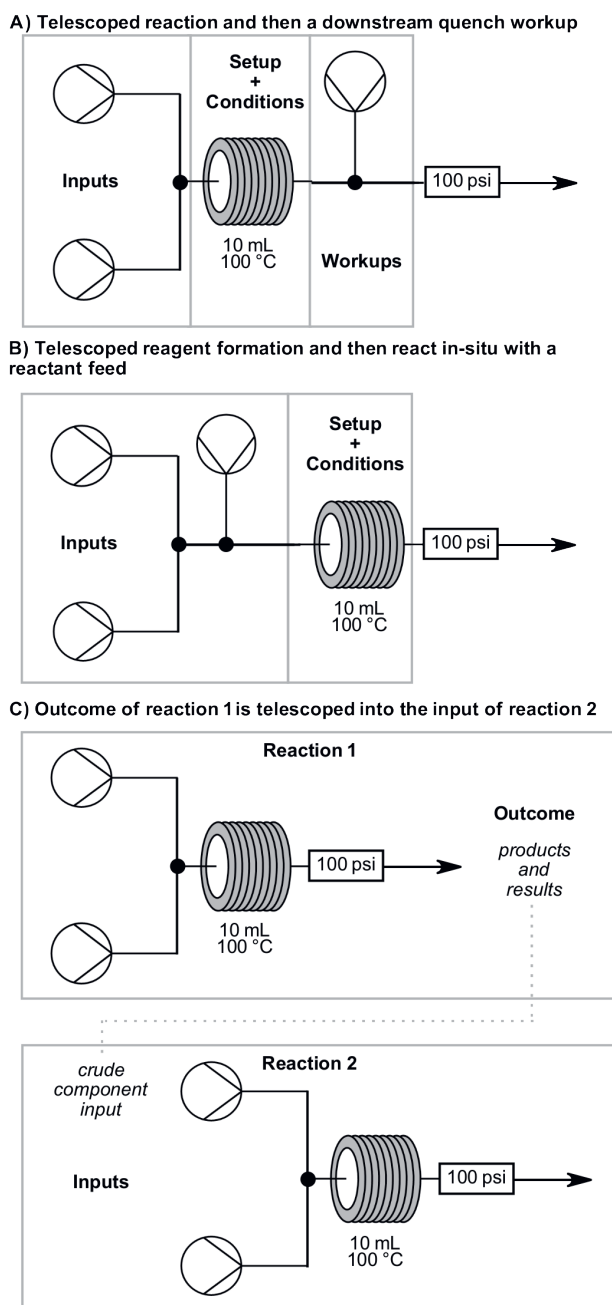 A) Telescoped reaction and then a downstream quench workup
Setup
+
Conditions
Inputs
100 psi
10 mL
100 °C
Workups
B) Telescoped reagent formation and then react in-situ with a
reactant feed
Setup
+
Conditions
Inputs
100 psi
10 mL
100 °C
C) Outcome of reaction 1 is telescoped into the input of reaction 2
Reaction 1
Outcome
products
and
results
100 psi
10 mL
100 °C
Reaction 2
crude
component
input
Inputs
100 psi
10 mL
100 °C